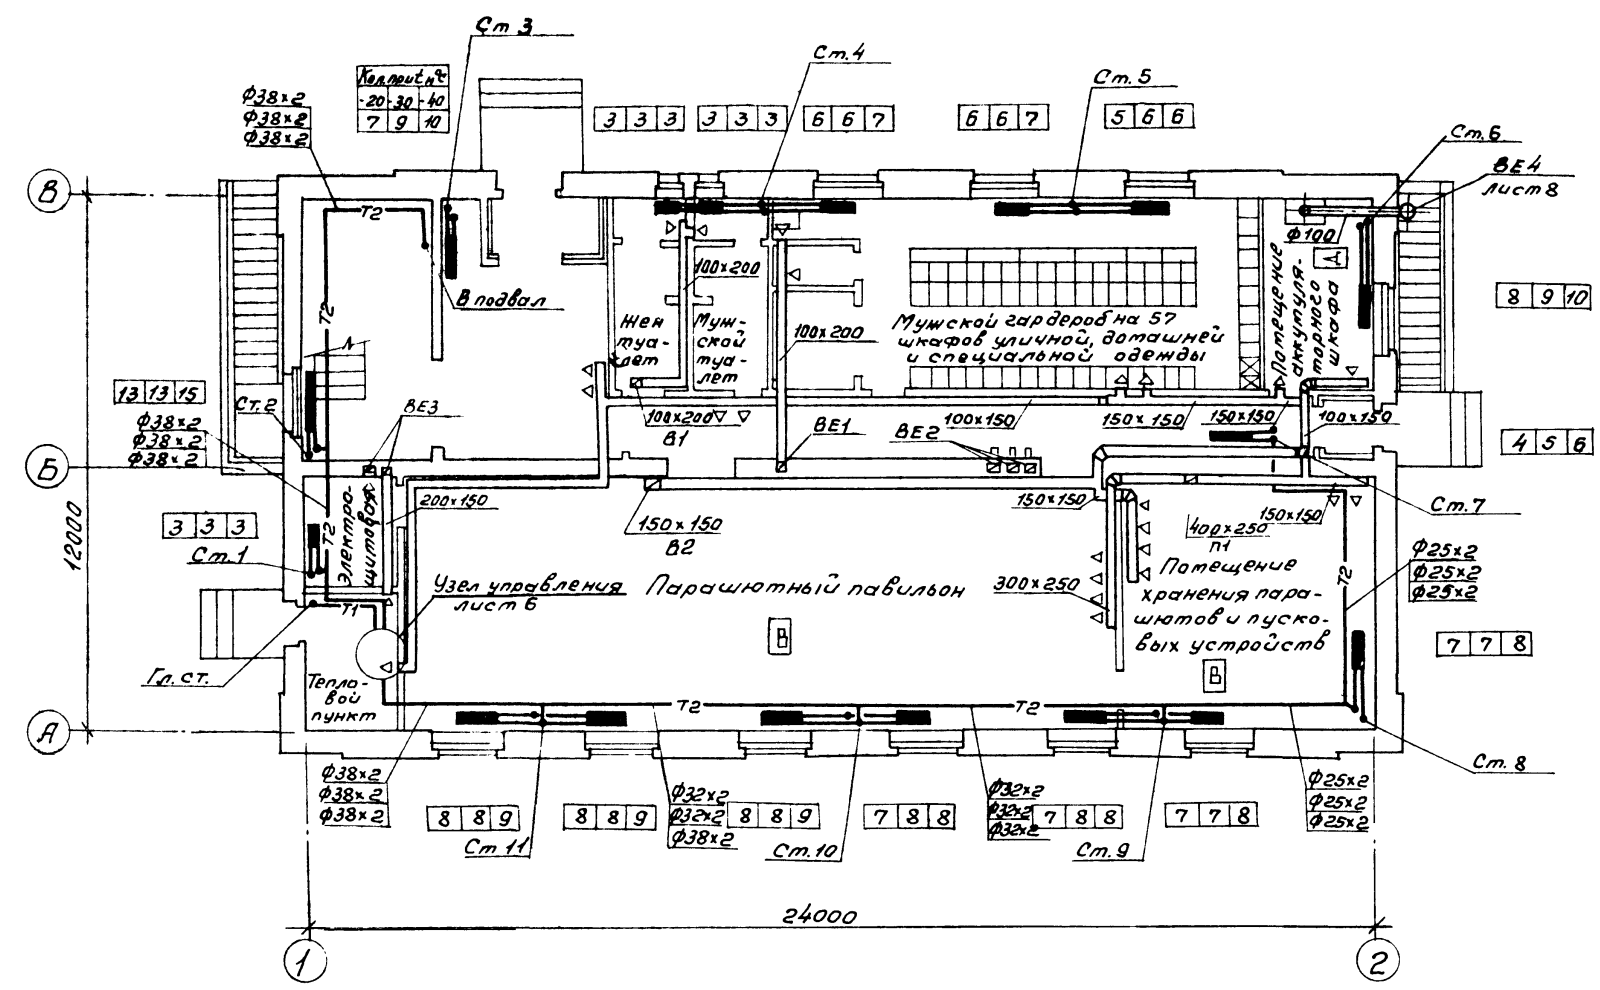 Ст. 3
Кол.при t н°с
-20 -30 -40
7 9 10
Ф38×2
Ф38×2
Ф38×2
Ст. 4
Ст. 5
Ст. 6
ВЕ4
лист 8
3 3 3
3 3 3
6 6 7
6 6 7
5 6 6
В
Т2
Ф100
Д
100×200
В подвал
Т2
8 9 10
Жен
туа-
лет
Муж-
ской
туа-
лет
100×200
Мужской гардероб на 57
шкафов уличной, домашней
и специальной одежды
Помещение
аккумуля-
торного
шкафа
13 13 15
Ст. 2
ВЕ3
Ф38×2
Ф38×2
Ф38×2
100×200
В1
ВЕ1
ВЕ2
100×150
150×150
150×150
100×150
4 5 6
Б
12000
3 3 3
Ст. 1
Т2
Электро-
щитовая
200×150
150×150
В2
150×150
400×250
П1
150×150
Ст. 7
Узел управления
лист 6
Парашютный павильон
300×250
Помещение
хранения пара-
шютов и пуско-
вых устройств
Т2
Ф25×2
Ф25×2
Ф25×2
Т1
В
В
7 7 8
Гл. ст.
Тепло-
вой
пункт
Т2
Т2
А
Ф38×2
Ф38×2
Ф38×2
8 8 9
Ст 11
8 8 9
Ф32×2
Ф32×2
Ф38×2
8 8 9
Ст. 10
7 8 8
Ф32×2
Ф32×2
Ф32×2
7 8 8
Ст. 9
7 7 8
Ф25×2
Ф25×2
Ф25×2
Ст. 8
24000
1
2